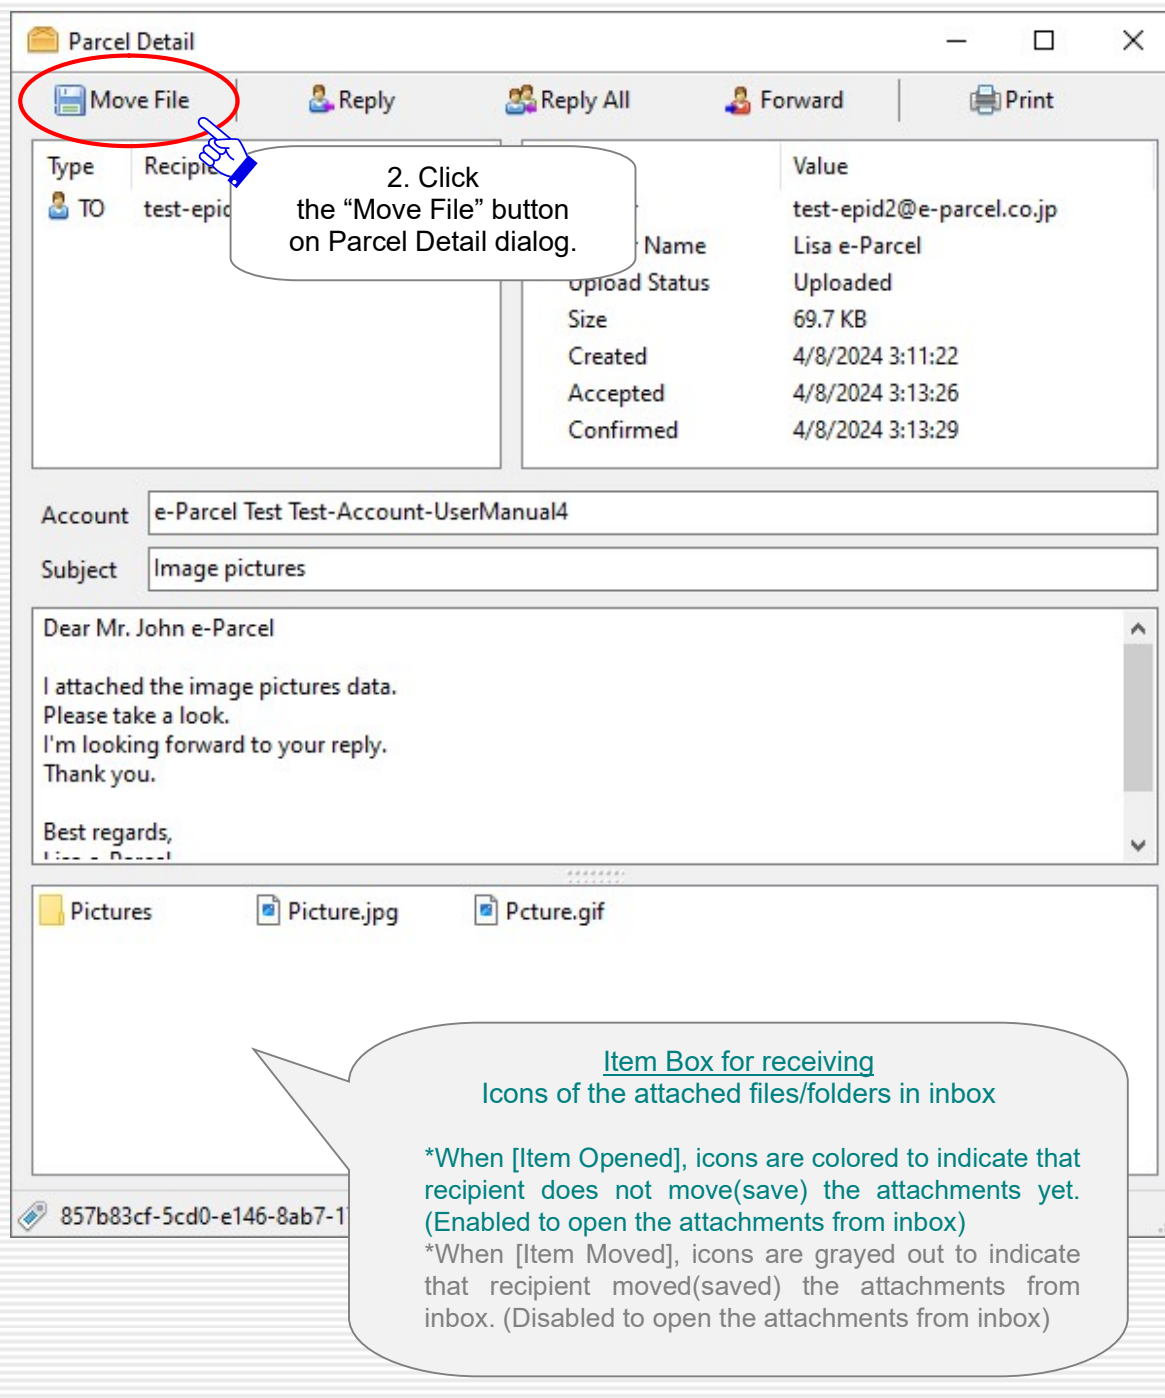 Parcel Detail
Move File Reply Reply All Forward Print
Type
TO test-epid
2. Click
the “Move File” button
on Parcel Detail dialog.
Value
test-epid2@e-parcel.co.jp
Name Lisa e-Parcel
Upload Status Uploaded
Size 69.7 KB
Created 4/8/2024 3:11:22
Accepted 4/8/2024 3:13:26
Confirmed 4/8/2024 3:13:29
Account e-Parcel Test Test-Account-UserManual4
Subject Image pictures
Dear Mr. John e-Parcel
I attached the image pictures data.
Please take a look.
I'm looking forward to your reply.
Thank you.
Best regards,
Pictures Picture.jpg Pcture.gif
Item Box for receiving
Icons of the attached files/folders in inbox
*When [Item Opened], icons are colored to indicate that
recipient does not move(save) the attachments yet.
(Enabled to open the attachments from inbox)
*When [Item Moved], icons are grayed out to indicate
that recipient moved(saved) the attachments from
inbox. (Disabled to open the attachments from inbox)
857b83cf-5cd0-e146-8ab7-1